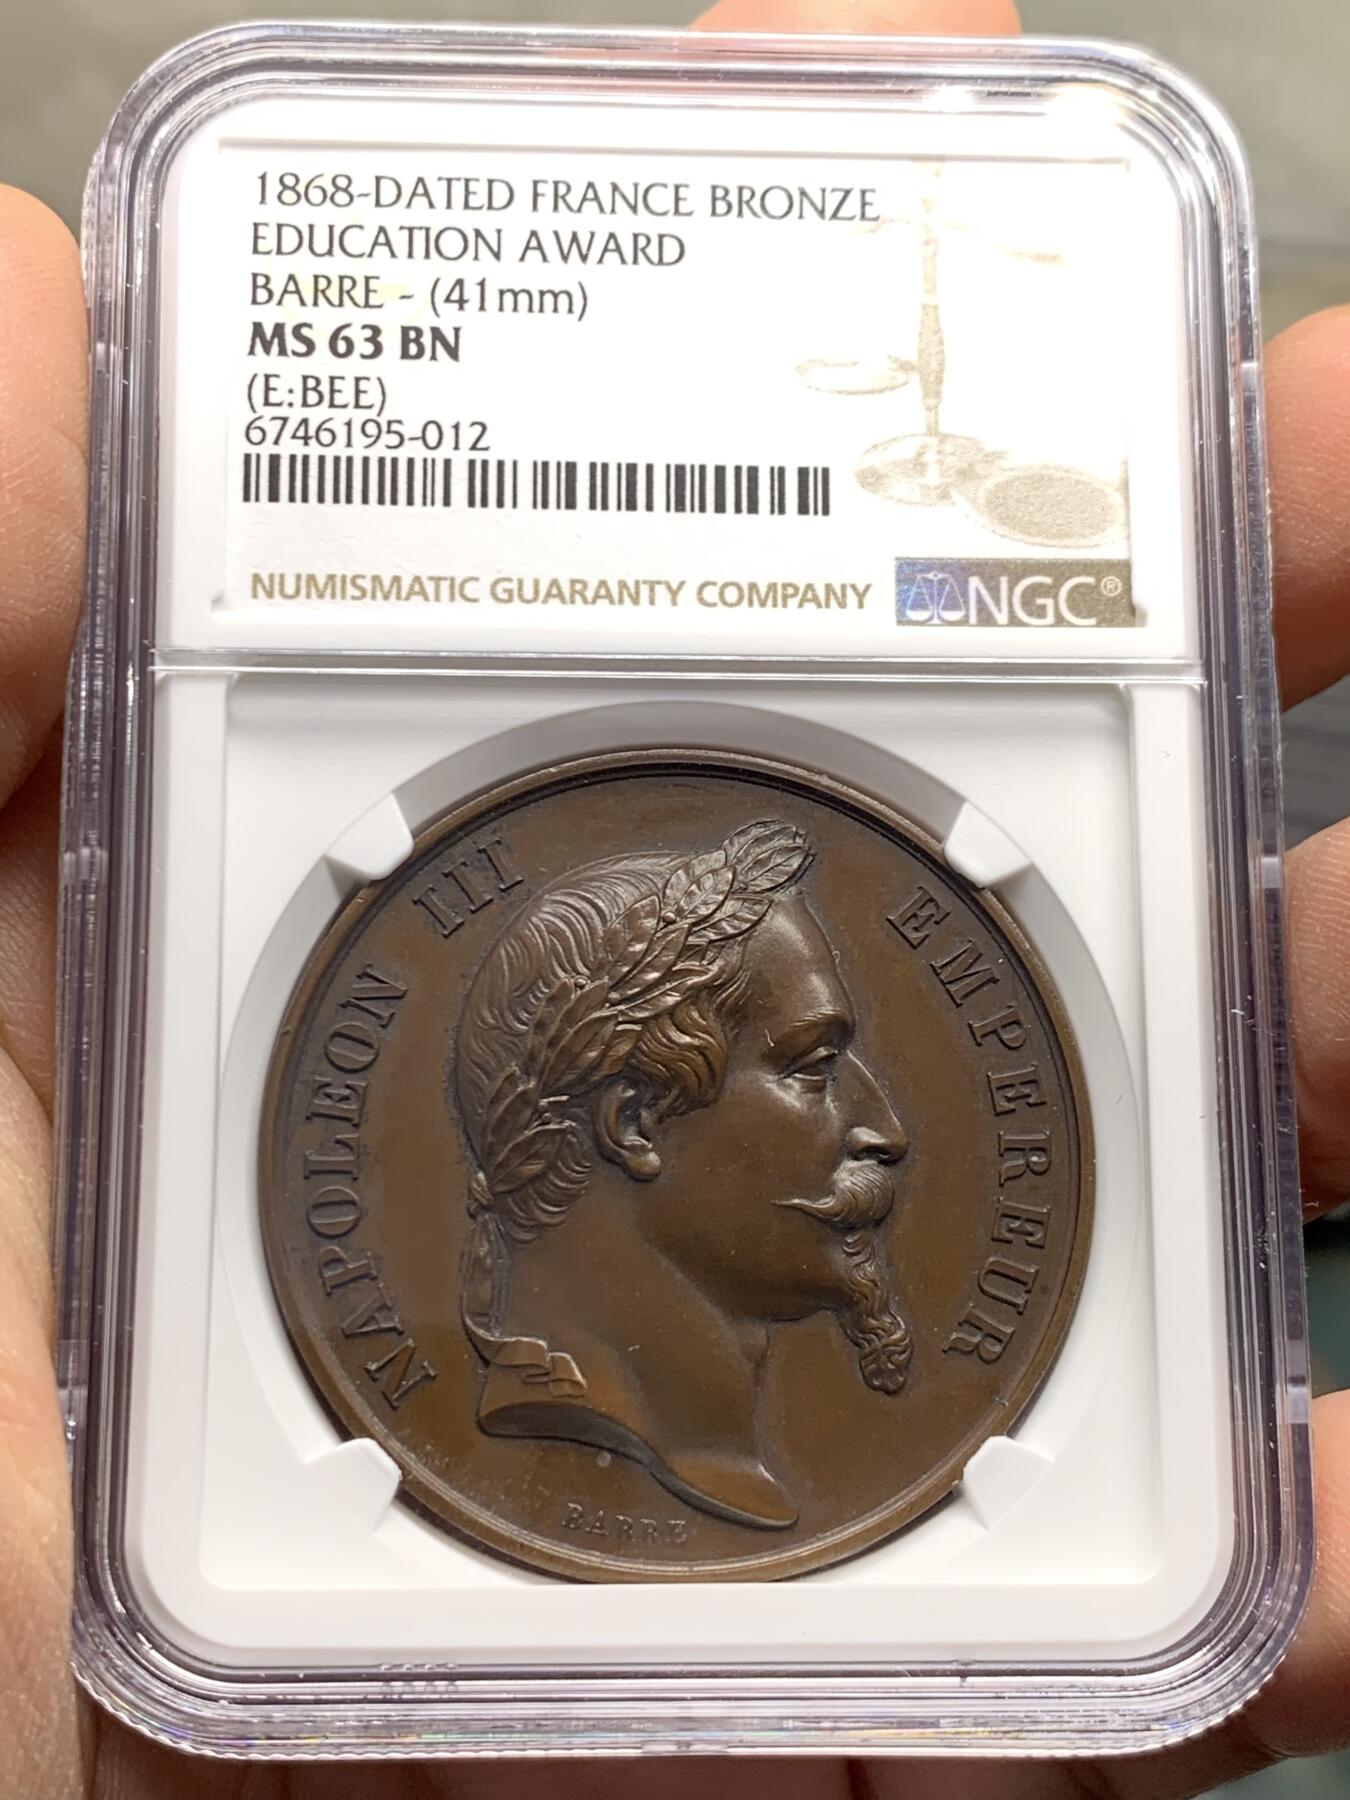 1868-DATED FRANCE BRONZE
EDUCATION AWARD
BARRE - (41mm)
MS 63 BN
(E:BEE)
6746195-012
NUMISMATIC GUARANTY COMPANY NGC®
NAPOLEON III EMPEREUR
BARRE